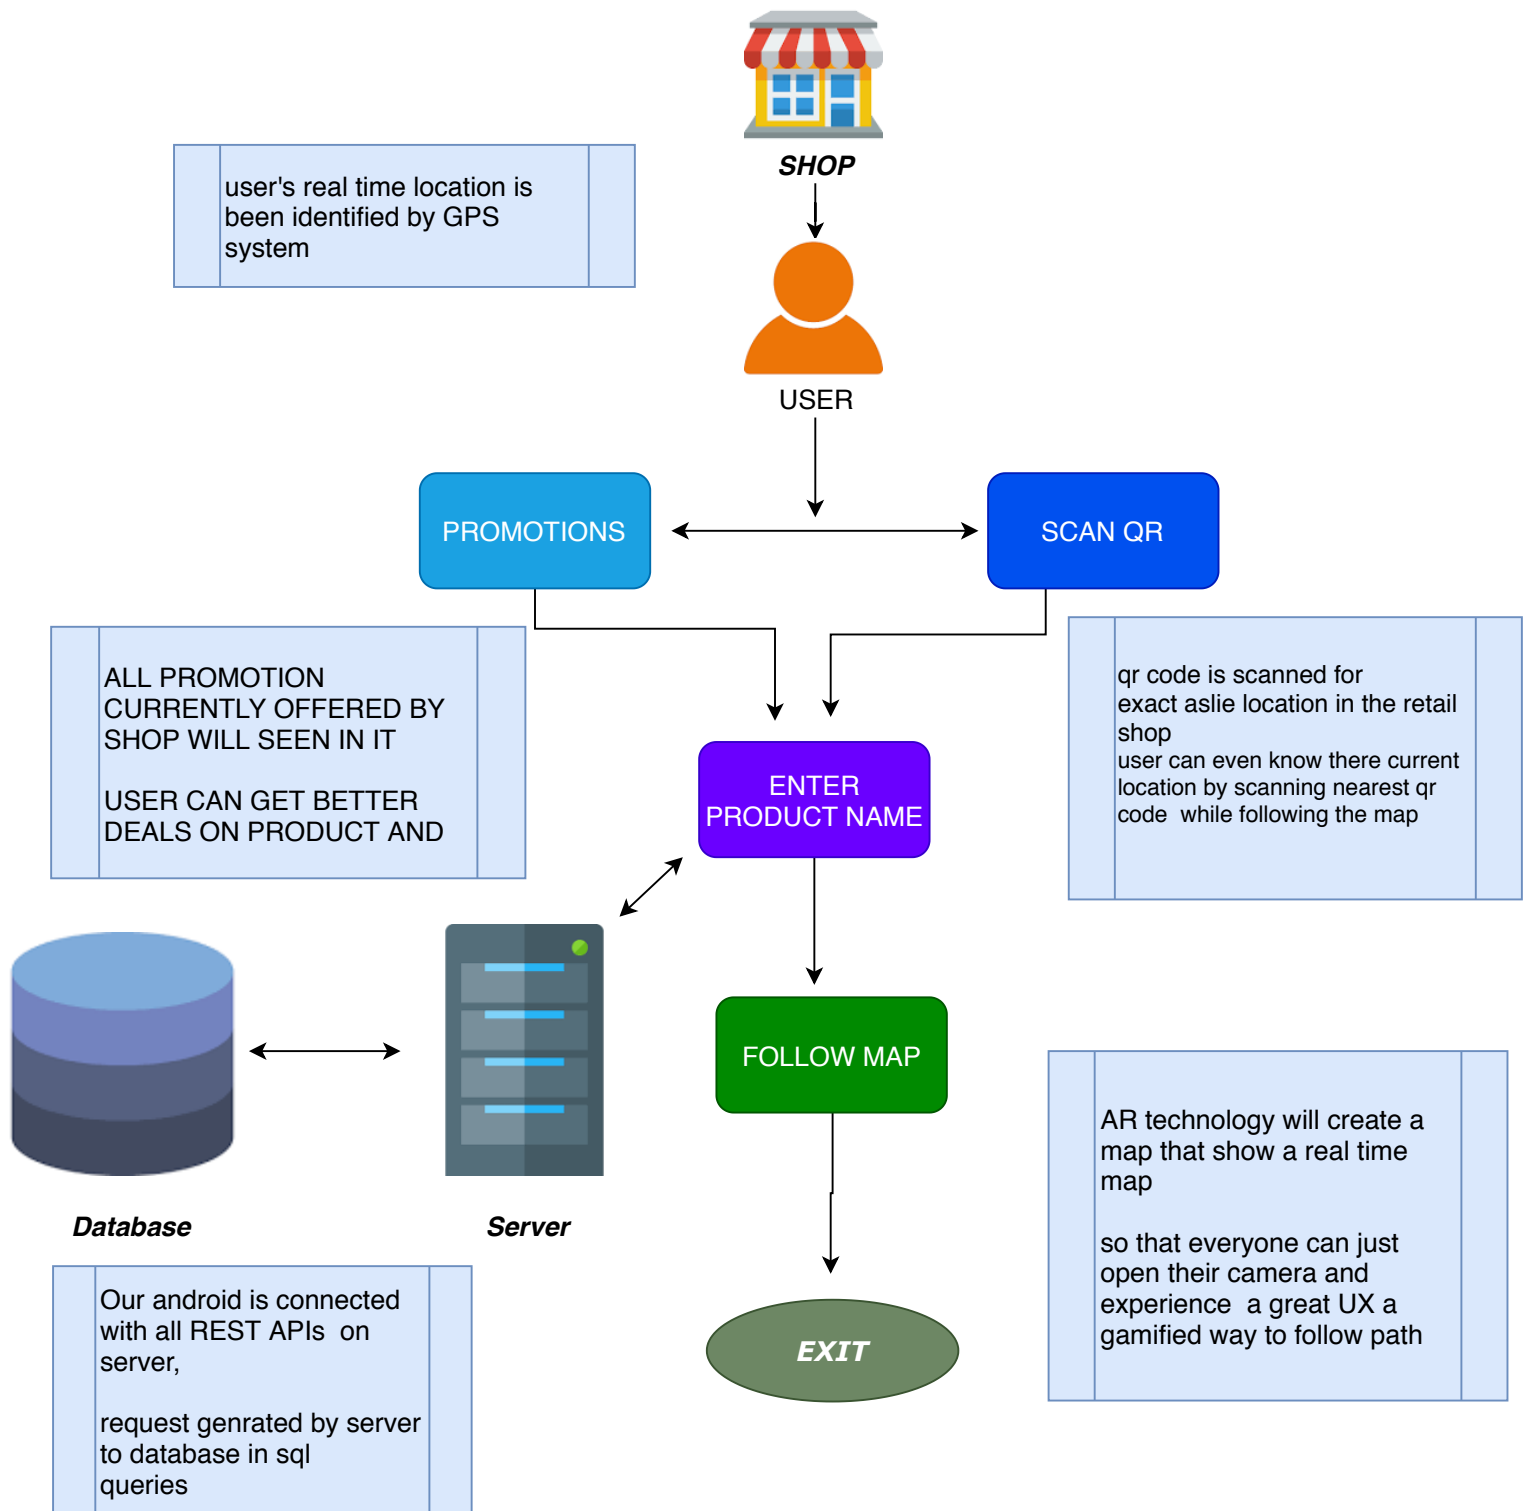 SHOP
user's real time location is
been identified by GPS
system
USER
PROMOTIONS
SCAN QR
ALL PROMOTION
CURRENTLY OFFERED BY
SHOP WILL SEEN IN IT
USER CAN GET BETTER
DEALS ON PRODUCT AND
qr code is scanned for
exact aslie location in the retail
shop
user can even know there current
location by scanning nearest qr
code  while following the map
ENTER
PRODUCT NAME
FOLLOW MAP
Database
Server
AR technology will create a
map that show a real time
map
so that everyone can just
open their camera and
experience  a great UX a
gamified way to follow path
Our android is connected
with all REST APIs  on
server,
request genrated by server
to database in sql
queries
EXIT